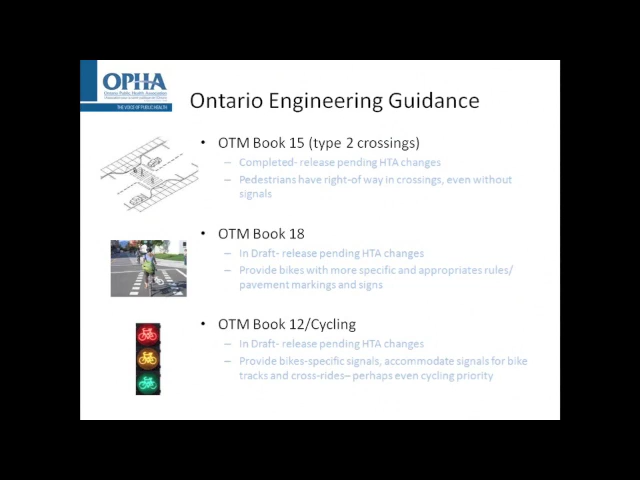 OPHA
Ontario Public Health Association
THE VOICE OF PUBLIC HEALTH
Ontario Engineering Guidance
• OTM Book 15 (type 2 crossings)
– Completed- release pending HTA changes
– Pedestrians have right-of way in crossings, even without
signals
• OTM Book 18
– In Draft- release pending HTA changes
– Provide bikes with more specific and appropriates rules/
pavement markings and signs
• OTM Book 12/Cycling
– In Draft- release pending HTA changes
– Provide bikes-specific signals, accommodate signals for bike
tracks and cross-rides– perhaps even cycling priority